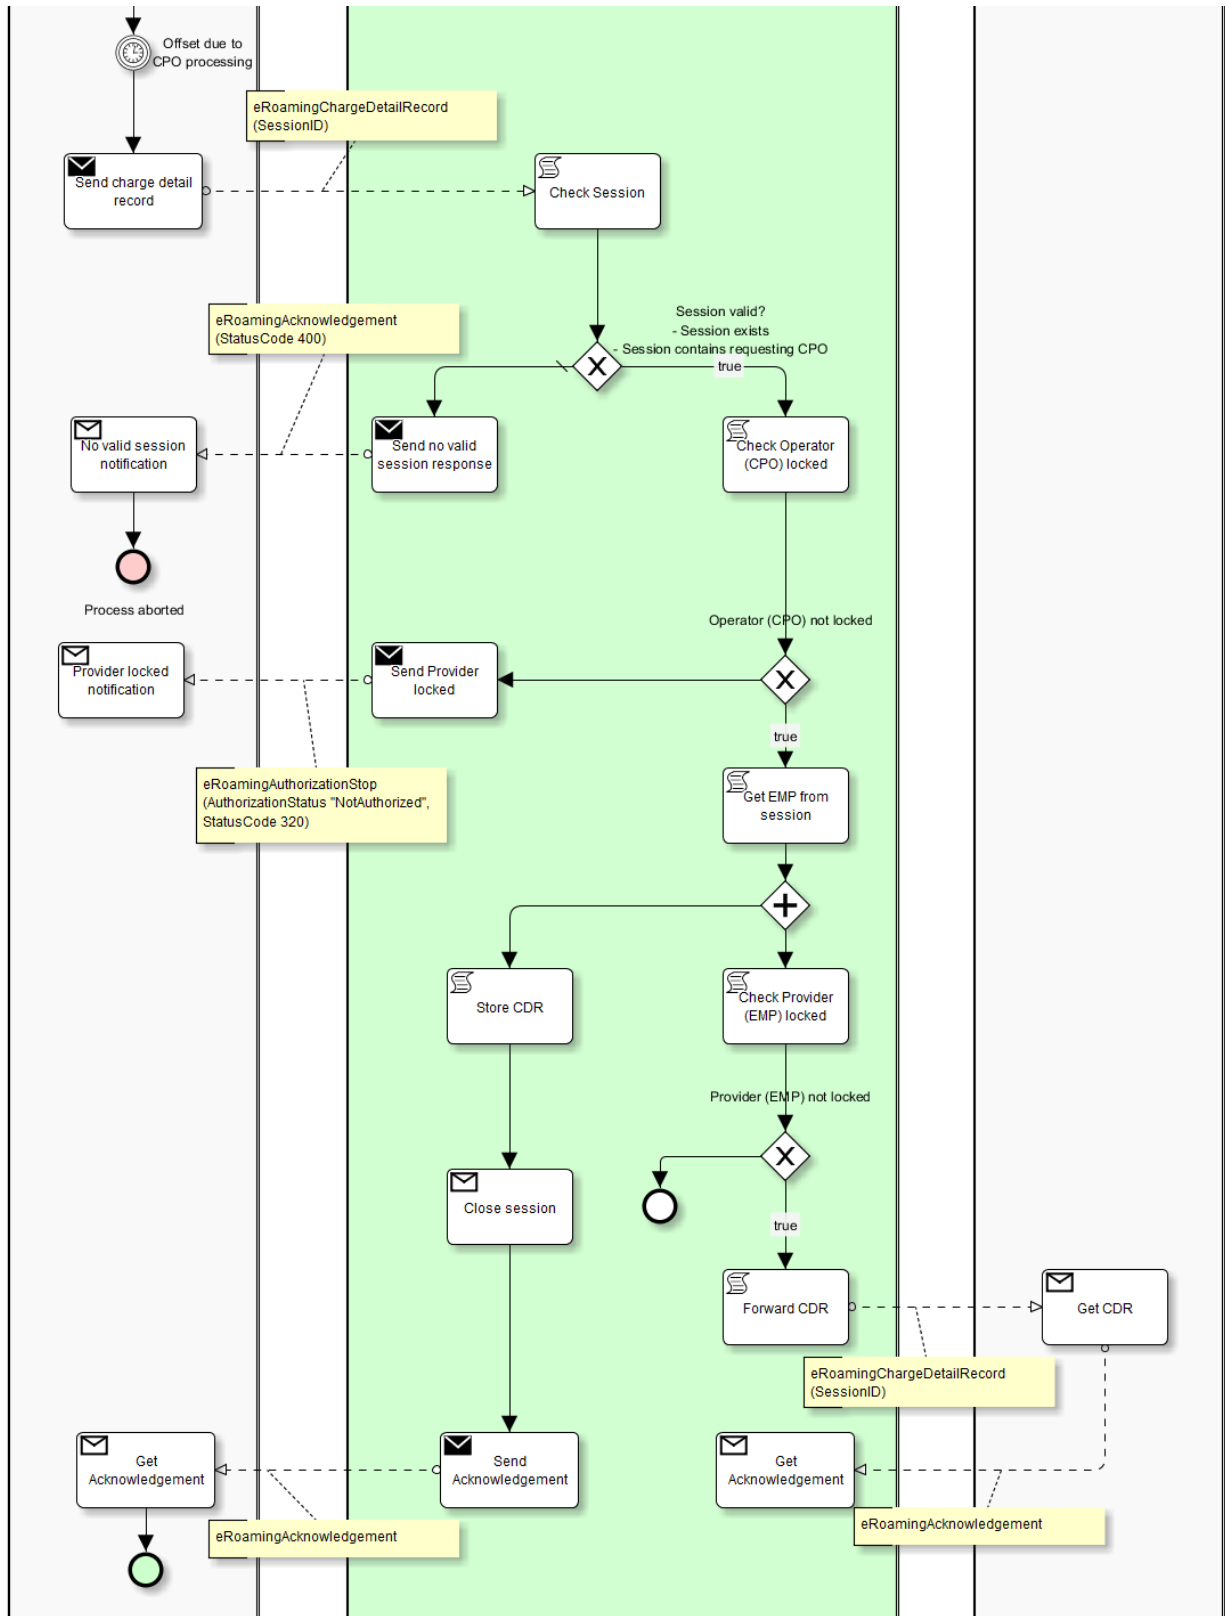 Offset due to
CPO processing
eRoamingChargeDetailRecord
(SessionID)
Send charge detail
record
Check Session
eRoamingAcknowledgement
(StatusCode 400)
Session valid?
- Session exists
- Session contains requesting CPO
true
No valid session
notification
Send no valid
session response
Check Operator
(CPO) locked
Process aborted
Operator (CPO) not locked
Provider locked
notification
Send Provider
locked
true
eRoamingAuthorizationStop
(AuthorizationStatus "NotAuthorized",
StatusCode 320)
Get EMP from
session
Store CDR
Check Provider
(EMP) locked
Provider (EMP) not locked
Close session
true
Forward CDR
Get CDR
eRoamingChargeDetailRecord
(SessionID)
Get
Acknowledgement
Send
Acknowledgement
Get
Acknowledgement
eRoamingAcknowledgement
eRoamingAcknowledgement